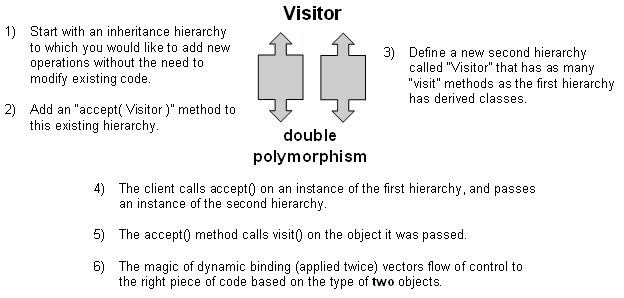 Visitor
1) Start with an inheritance hierarchy
to which you would like to add new
operations without the need to
modify existing code.
2) Add an "accept( Visitor )" method to
this existing hierarchy.
3) Define a new second hierarchy
called "Visitor" that has as many
"visit" methods as the first hierarchy
has derived classes.
double
polymorphism
4) The client calls accept() on an instance of the first hierarchy, and passes
an instance of the second hierarchy.
5) The accept() method calls visit() on the object it was passed.
6) The magic of dynamic binding (applied twice) vectors flow of control to
the right piece of code based on the type of two objects.